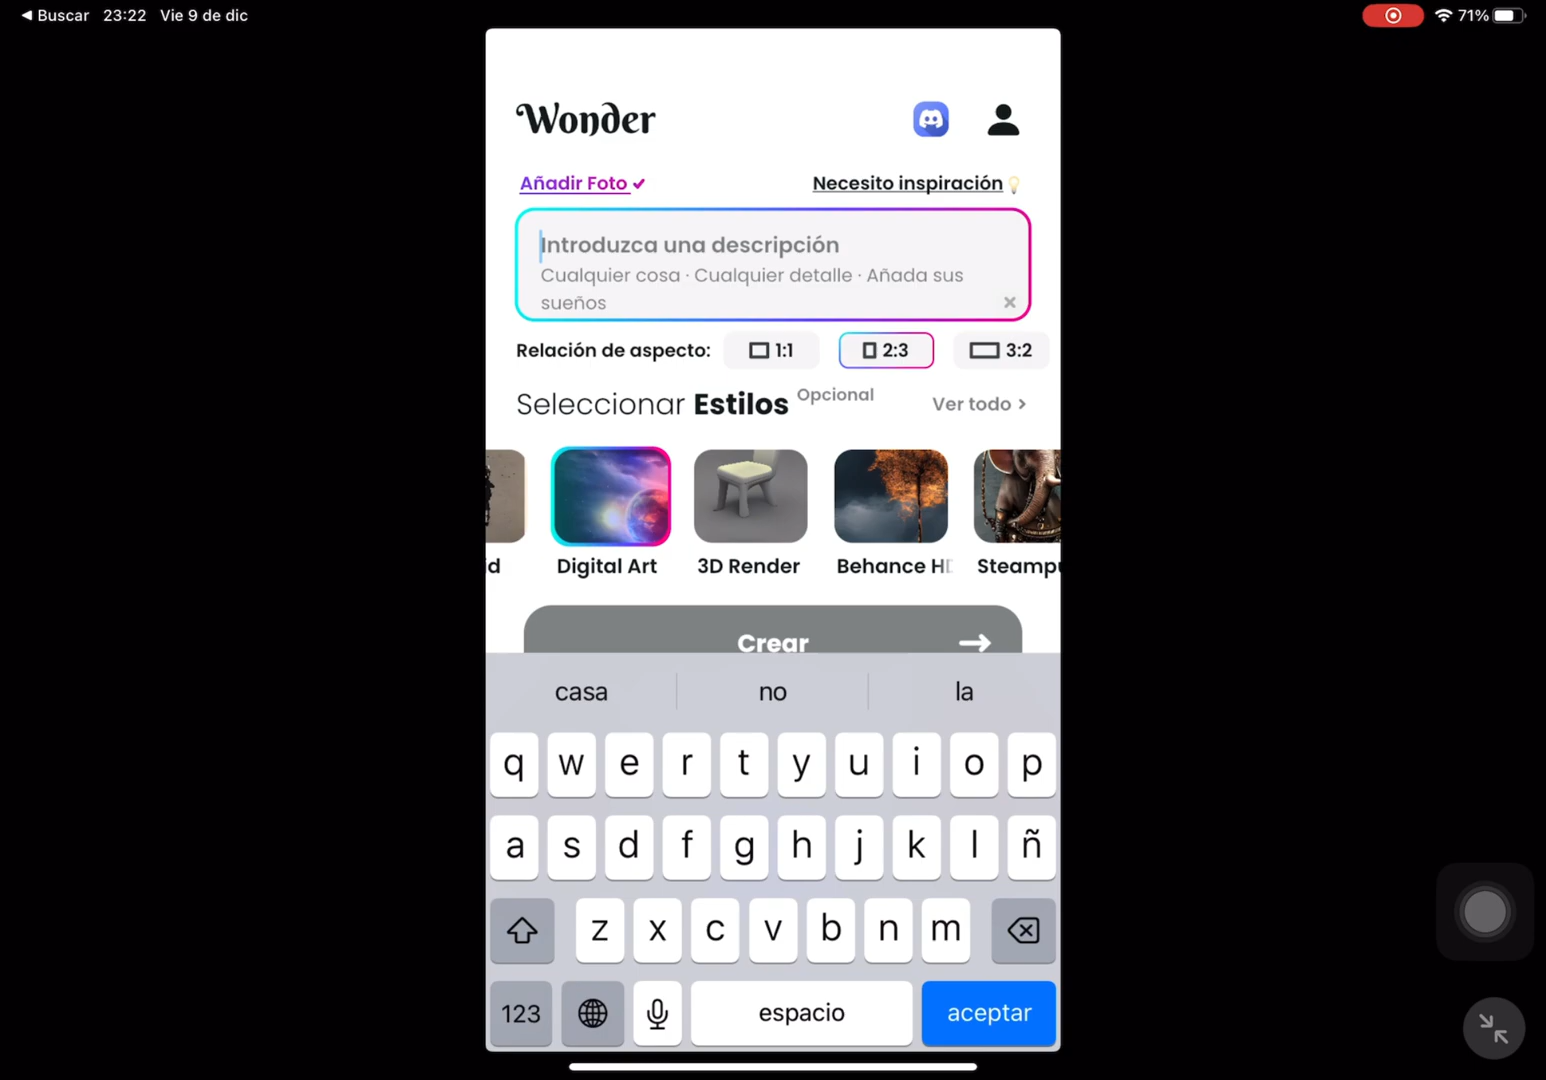 ◀ Buscar 23:22 Vie 9 de dic 71%
Wonder
Añadir Foto ✔ Necesito inspiración💡
Introduzca una descripción
Cualquier cosa · Cualquier detalle · Añada sus
sueños ×
Relación de aspecto: 1:1 2:3 3:2
Seleccionar Estilos Opcional Ver todo >
id Digital Art 3D Render Behance HD Steampu
Crear →
casa no la
q w e r t y u i o p
a s d f g h j k l ñ
z x c v b n m
123 espacio aceptar